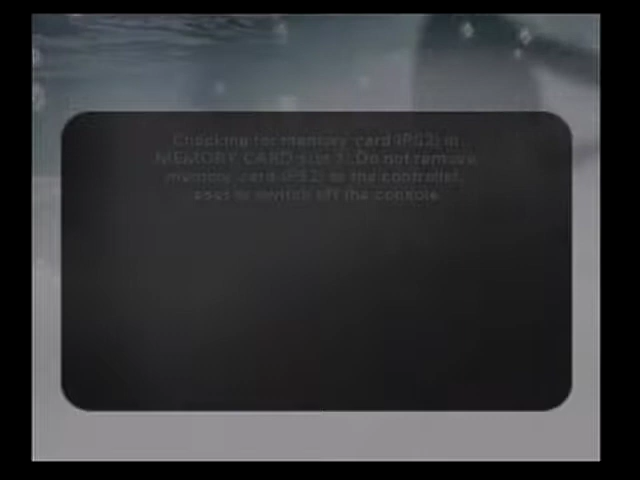 Checking for memory card (PS2) in
MEMORY CARD slot 1. Do not remove
memory card (PS2) or the controller,
or switch off the console.